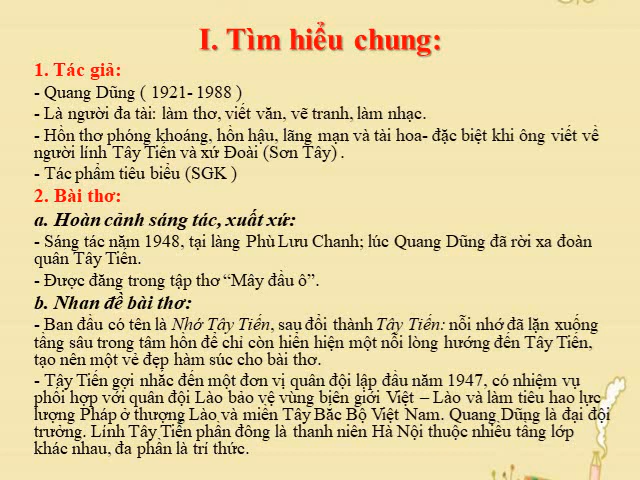 I. Tìm hiểu chung:
1. Tác giả:
- Quang Dũng ( 1921- 1988 )
- Là người đa tài: làm thơ, viết văn, vẽ tranh, làm nhạc.
- Hồn thơ phóng khoáng, hồn hậu, lãng mạn và tài hoa- đặc biệt khi ông viết về
người lính Tây Tiến và xứ Đoài (Sơn Tây) .
- Tác phẩm tiêu biểu (SGK )
2. Bài thơ:
a. Hoàn cảnh sáng tác, xuất xứ:
- Sáng tác năm 1948, tại làng Phù Lưu Chanh; lúc Quang Dũng đã rời xa đoàn
quân Tây Tiến.
- Được đăng trong tập thơ “Mây đầu ô”.
b. Nhan đề bài thơ:
- Ban đầu có tên là Nhớ Tây Tiến, sau đổi thành Tây Tiến: nỗi nhớ đã lặn xuống
tầng sâu trong tâm hồn để chỉ còn hiển hiện một nỗi lòng hướng đến Tây Tiến,
tạo nên một vẻ đẹp hàm súc cho bài thơ.
- Tây Tiến gợi nhắc đến một đơn vị quân đội lập đầu năm 1947, có nhiệm vụ
phối hợp với quân đội Lào bảo vệ vùng biên giới Việt – Lào và làm tiêu hao lực
lượng Pháp ở thượng Lào và miền Tây Bắc Bộ Việt Nam. Quang Dũng là đại đội
trưởng. Lính Tây Tiến phần đông là thanh niên Hà Nội thuộc nhiều tầng lớp
khác nhau, đa phần là trí thức.